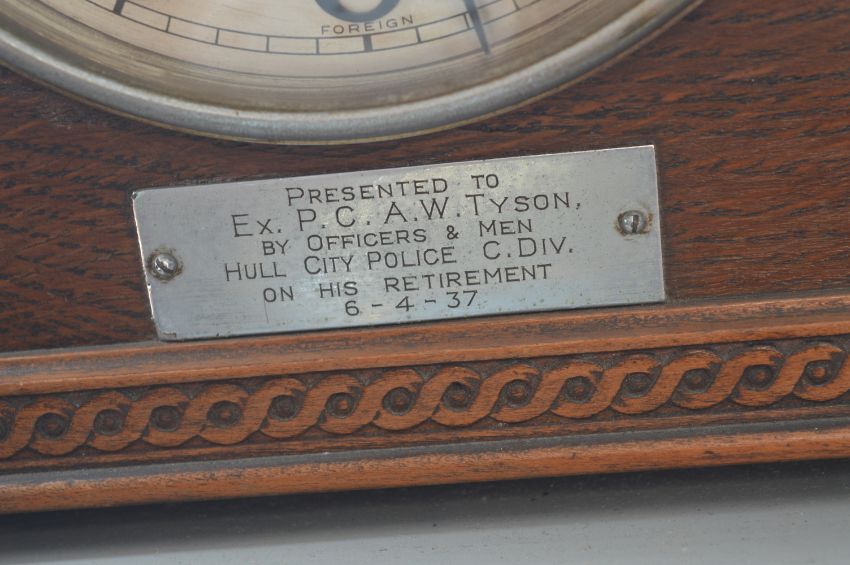 FOREIGN
PRESENTED TO
EX. P.C. A.W. TYSON,
BY OFFICERS & MEN
HULL CITY POLICE C. DIV.
ON HIS RETIREMENT
6-4-37